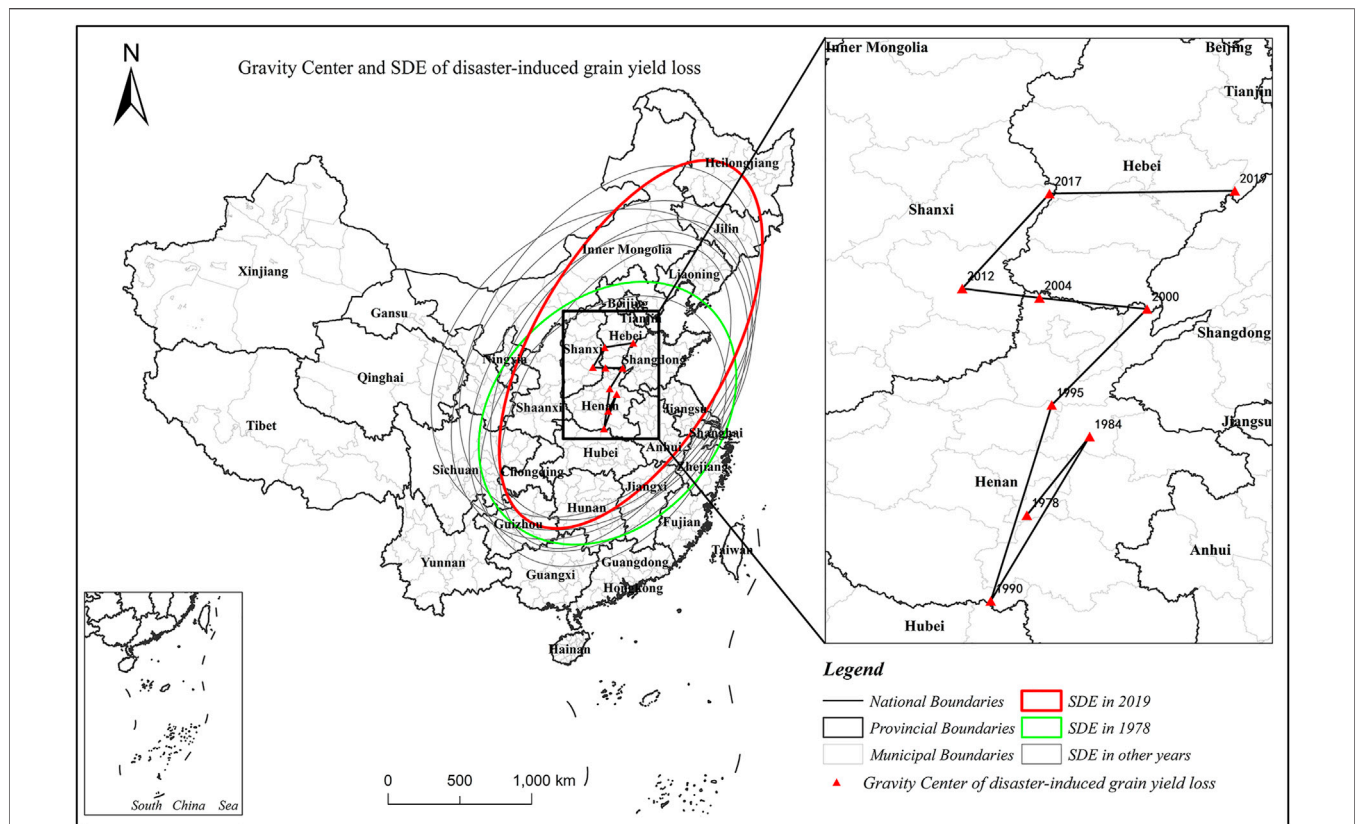 N
Gravity Center and SDE of disaster-induced grain yield loss
Heilongjiang
Jilin
Inner Mongolia
Liaoning
Xinjiang
Beijing
Tianjin
Gansu
Hebei
Shanxi
Ningxia
Shangdong
Qinghai
Shaanxi
Henan
Jiangsu
Tibet
Shanghai
Anhui
Hubei
Zhejiang
Sichuan
Chongqing
Jiangxi
Hunan
Guizhou
Fujian
Taiwan
Yunnan
Guangdong
Guangxi
Hongkong
Hainan
South China Sea
0 500 1,000 km
Inner Mongolia
Beijing
Tianjin
Hebei
2017
2019
Shanxi
2012
2004
2000
Shangdong
1995
1984
Jiangsu
Henan
1978
Anhui
1990
Hubei
Legend
National Boundaries
SDE in 2019
Provincial Boundaries
SDE in 1978
Municipal Boundaries
SDE in other years
Gravity Center of disaster-induced grain yield loss